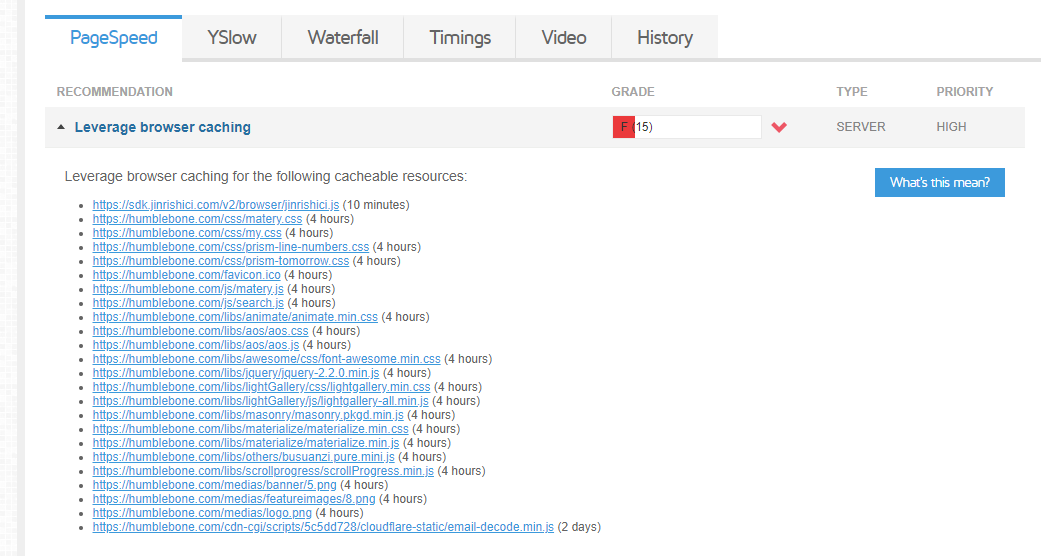 PageSpeed YSlow Waterfall Timings Video History
RECOMMENDATION GRADE TYPE PRIORITY
Leverage browser caching F (15) SERVER HIGH
Leverage browser caching for the following cacheable resources: What's this mean?
https://sdk.jinrishici.com/v2/browser/jinrishici.js (10 minutes)
https://humblebone.com/css/matery.css (4 hours)
https://humblebone.com/css/my.css (4 hours)
https://humblebone.com/css/prism-line-numbers.css (4 hours)
https://humblebone.com/css/prism-tomorrow.css (4 hours)
https://humblebone.com/favicon.ico (4 hours)
https://humblebone.com/js/matery.js (4 hours)
https://humblebone.com/js/search.js (4 hours)
https://humblebone.com/libs/animate/animate.min.css (4 hours)
https://humblebone.com/libs/aos/aos.css (4 hours)
https://humblebone.com/libs/aos/aos.js (4 hours)
https://humblebone.com/libs/awesome/css/font-awesome.min.css (4 hours)
https://humblebone.com/libs/jquery/jquery-2.2.0.min.js (4 hours)
https://humblebone.com/libs/lightGallery/css/lightgallery.min.css (4 hours)
https://humblebone.com/libs/lightGallery/js/lightgallery-all.min.js (4 hours)
https://humblebone.com/libs/masonry/masonry.pkgd.min.js (4 hours)
https://humblebone.com/libs/materialize/materialize.min.css (4 hours)
https://humblebone.com/libs/materialize/materialize.min.js (4 hours)
https://humblebone.com/libs/others/busuanzi.pure.mini.js (4 hours)
https://humblebone.com/libs/scrollprogress/scrollProgress.min.js (4 hours)
https://humblebone.com/medias/banner/5.png (4 hours)
https://humblebone.com/medias/featureimages/8.png (4 hours)
https://humblebone.com/medias/logo.png (4 hours)
https://humblebone.com/cdn-cgi/scripts/5c5dd728/cloudflare-static/email-decode.min.js (2 days)